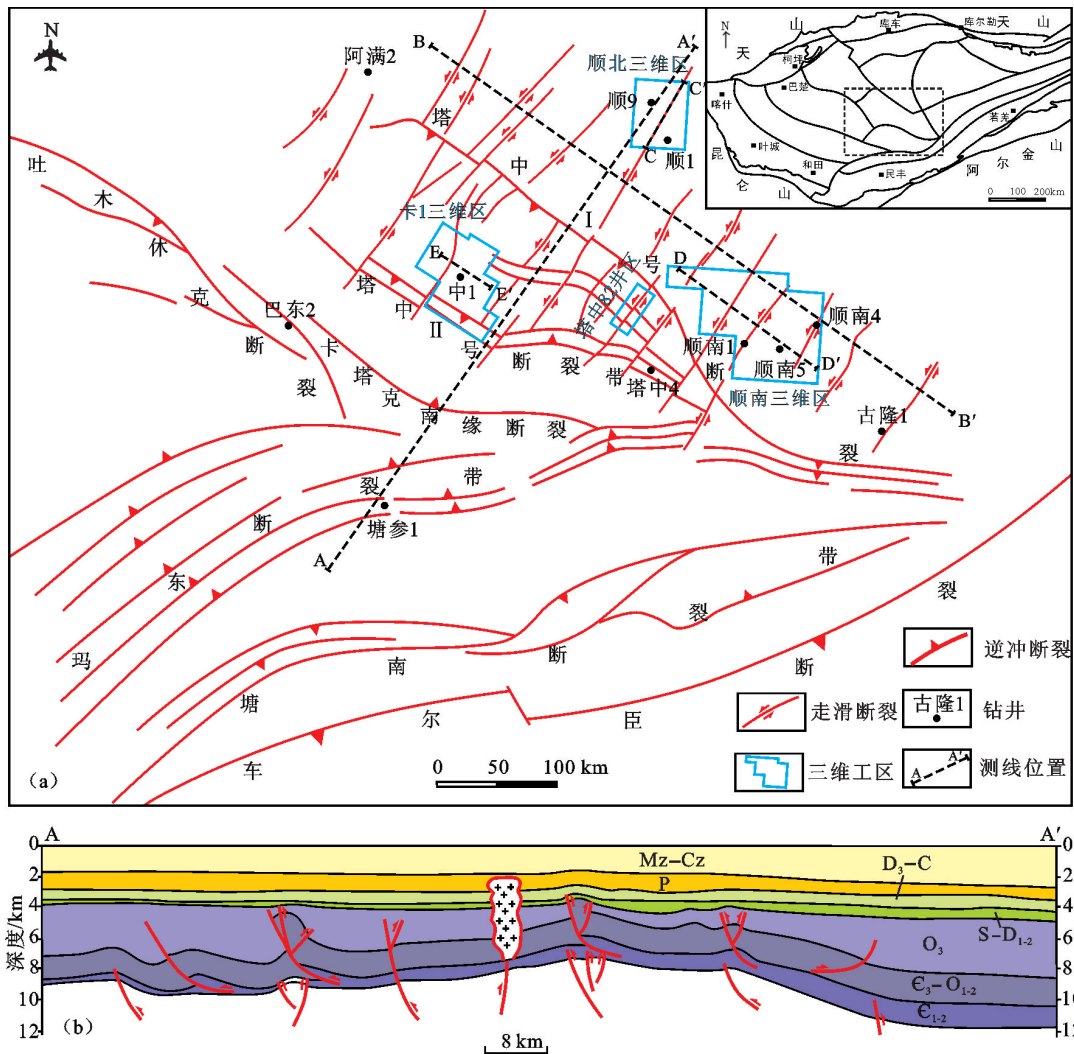 N
阿满2
B
A′
顺北三维区
C′
顺9
C
顺1
塔中Ⅰ号断裂
卡1三维区
E
中1
E′
塔中Ⅱ号断裂带
塔中82井区
D
顺南4
顺南1
顺南5
D′
顺南三维区
塔中4
B′
古隆1
吐木休克断裂
巴东2
卡塔克南缘断裂
塘参1
A
玛东断裂带
塘南断裂带
车尔臣断裂
N
天山
库车
库尔勒
天山
柯坪
巴楚
喀什
叶城
和田
民丰
若羌
昆仑山
阿尔金山
0 100 200km
逆冲断裂
走滑断裂
古隆1
钻井
三维工区
A A′
测线位置
0 50 100 km
(a)
A
A′
深度/km
0
2
4
6
8
10
12
0
2
4
6
8
10
12
Mz-Cz
P
D₃-C
S-D₁₋₂
O₃
Є₃-O₁₋₂
Є₁₋₂
(b)
8 km